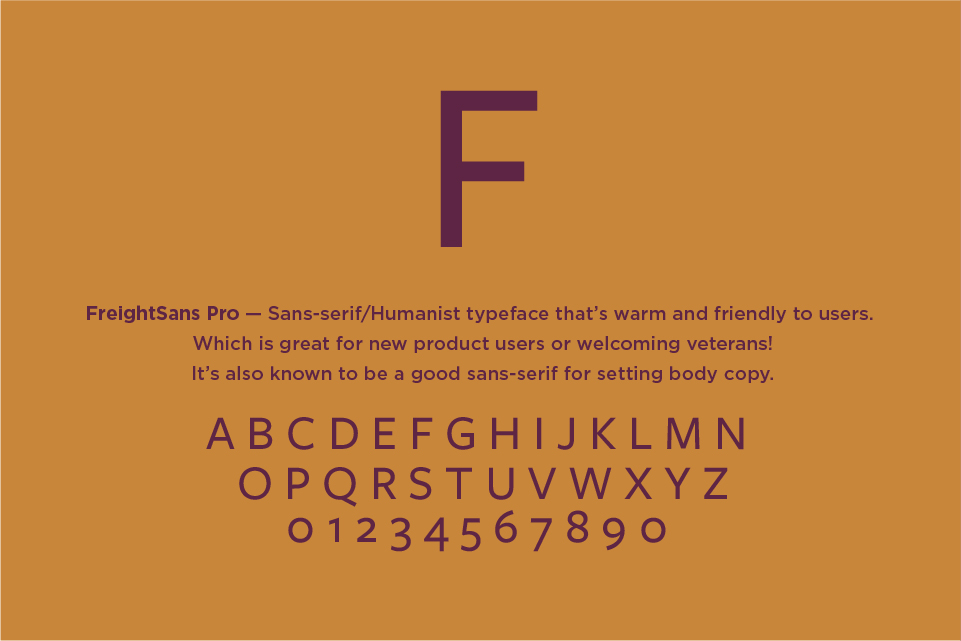 F
FreightSans Pro — Sans-serif/Humanist typeface that’s warm and friendly to users.
Which is great for new product users or welcoming veterans!
It’s also known to be a good sans-serif for setting body copy.
A B C D E F G H I J K L M N
O P Q R S T U V W X Y Z
0 1 2 3 4 5 6 7 8 9 0